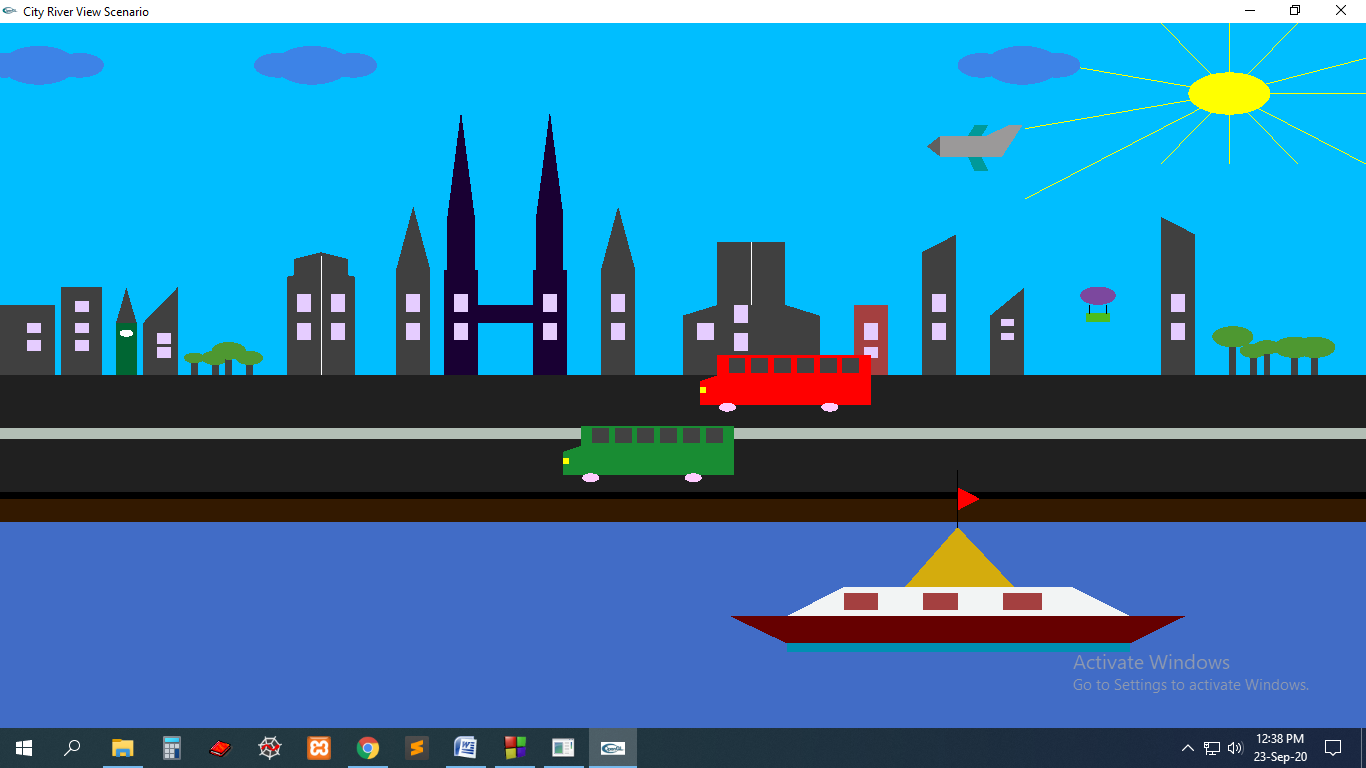 City River View Scenario
Activate Windows
Go to Settings to activate Windows.
12:38 PM
23-Sep-20